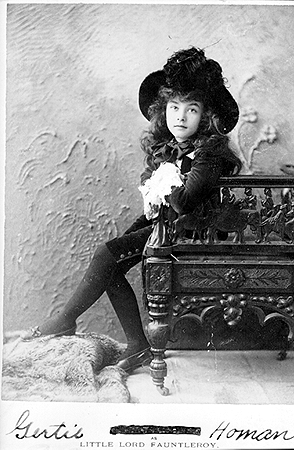 Gertie Homan
AS
LITTLE LORD FAUNTLEROY.